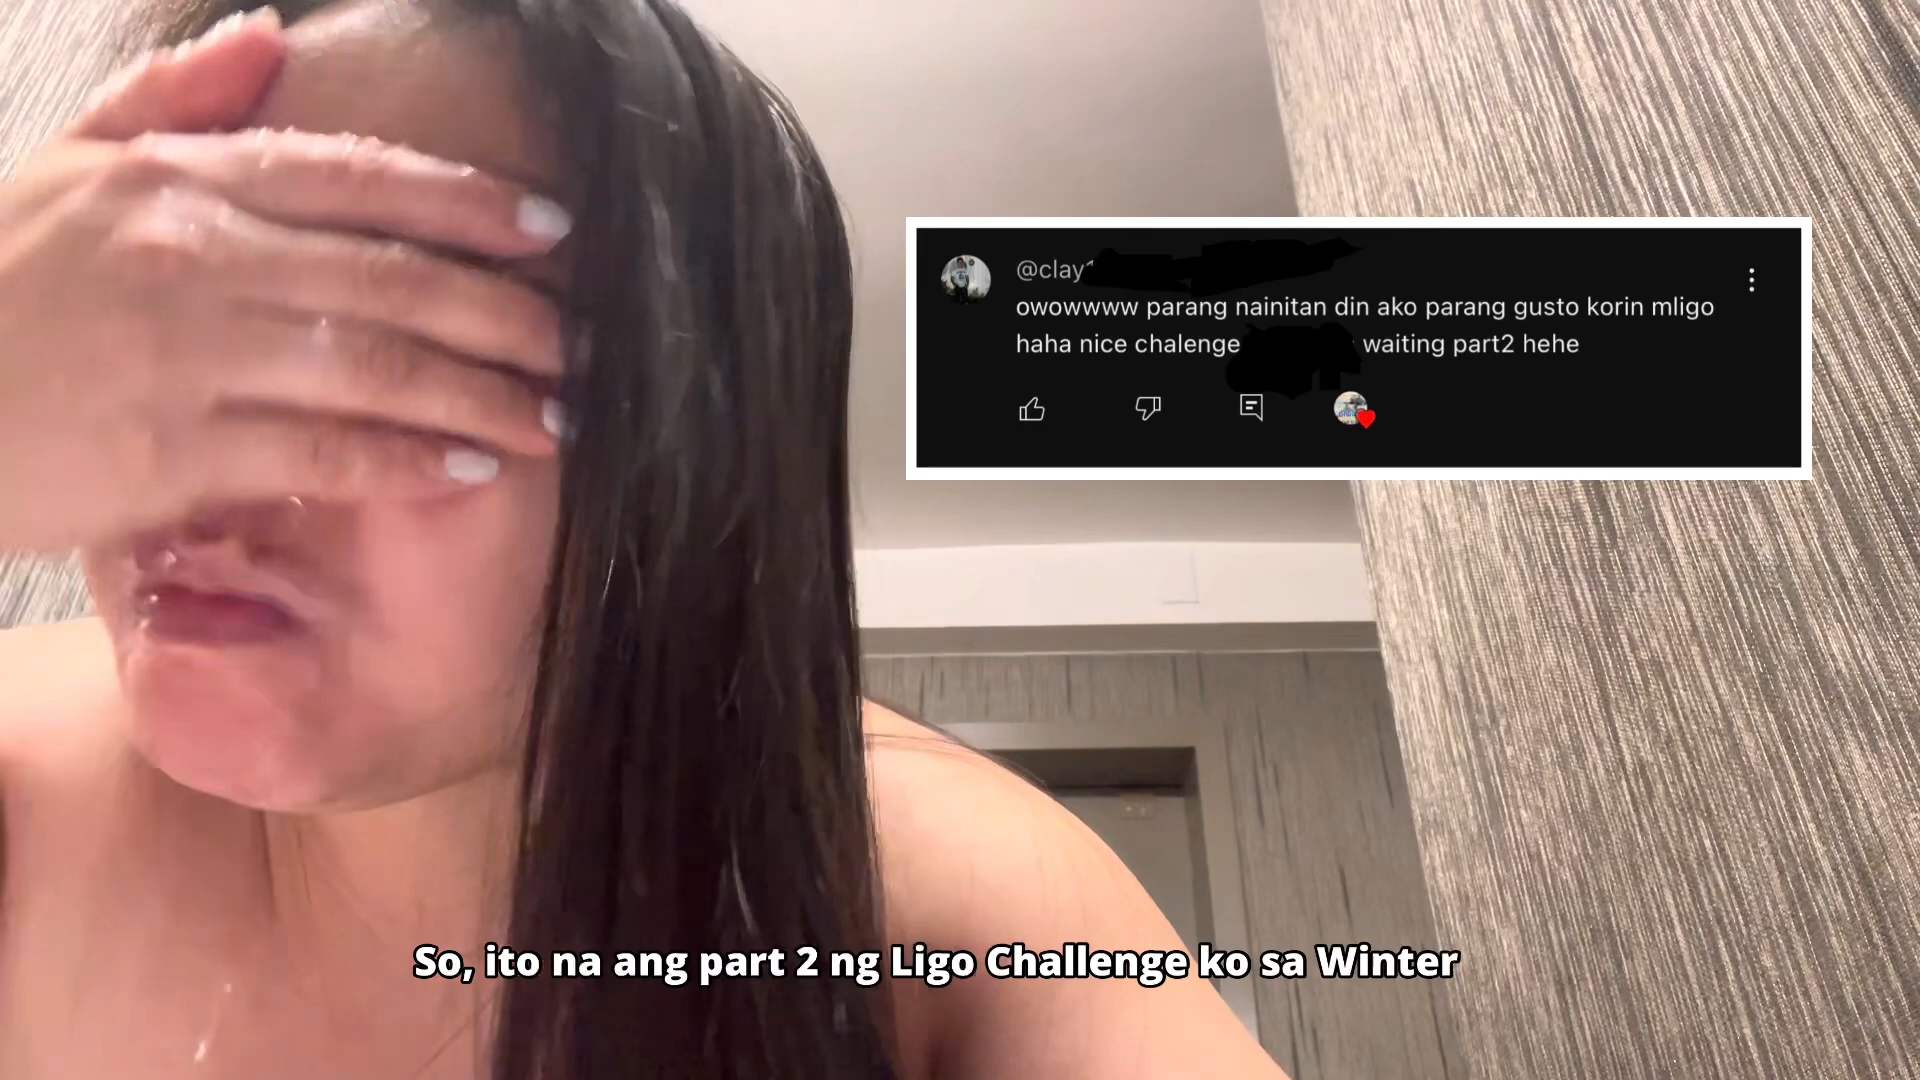 @clay
owowwww parang nainitan din ako parang gusto korin mligo
haha nice chalenge waiting part2 hehe
So, ito na ang part 2 ng Ligo Challenge ko sa Winter